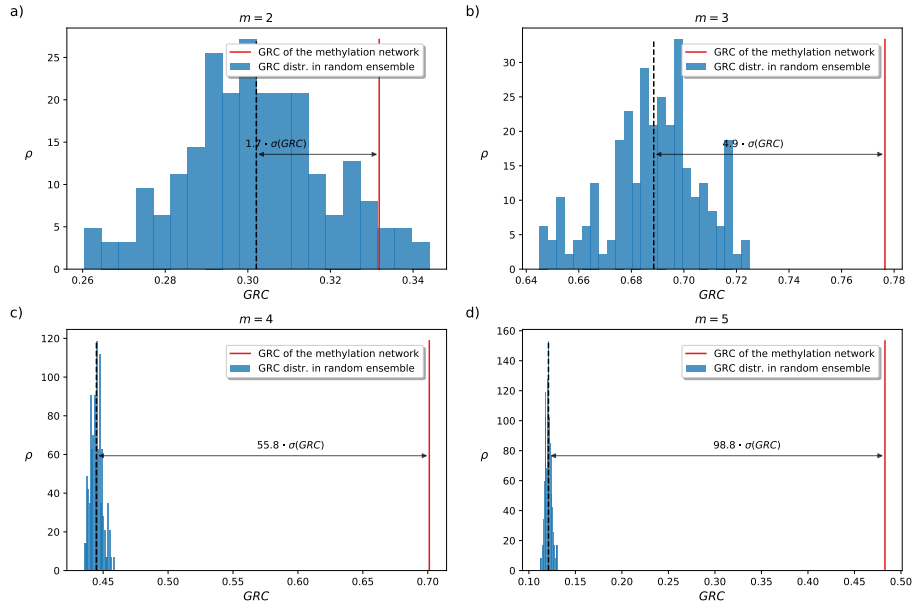 a)
m = 2
GRC of the methylation network
GRC distr. in random ensemble
1.7 • σ(GRC)
ρ
25
20
15
10
5
0
0.26 0.28 0.30 0.32 0.34
GRC
b)
m = 3
GRC of the methylation network
GRC distr. in random ensemble
4.9 • σ(GRC)
ρ
30
25
20
15
10
5
0
0.64 0.66 0.68 0.70 0.72 0.74 0.76 0.78
GRC
c)
m = 4
GRC of the methylation network
GRC distr. in random ensemble
55.8 • σ(GRC)
ρ
120
100
80
60
40
20
0
0.45 0.50 0.55 0.60 0.65 0.70
GRC
d)
m = 5
GRC of the methylation network
GRC distr. in random ensemble
98.8 • σ(GRC)
ρ
160
140
120
100
80
60
40
20
0
0.10 0.15 0.20 0.25 0.30 0.35 0.40 0.45 0.50
GRC